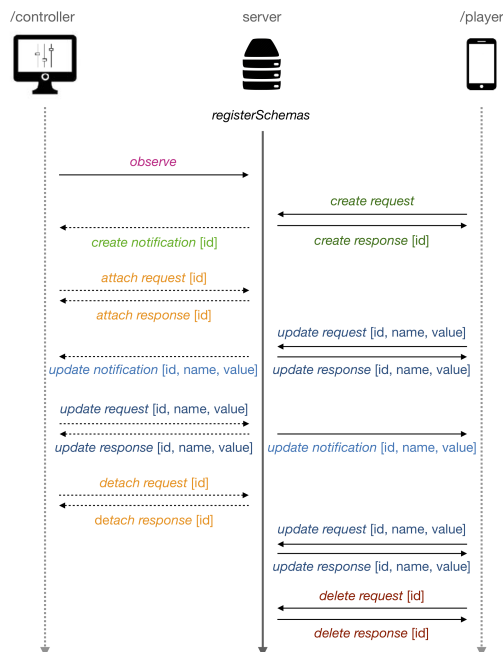 /controller
server
/player
registerSchemas
observe
create request
create notification [id]
create response [id]
attach request [id]
attach response [id]
update request [id, name, value]
update notification [id, name, value]
update response [id, name, value]
update request [id, name, value]
update response [id, name, value]
update notification [id, name, value]
detach request [id]
detach response [id]
update request [id, name, value]
update response [id, name, value]
delete request [id]
delete response [id]